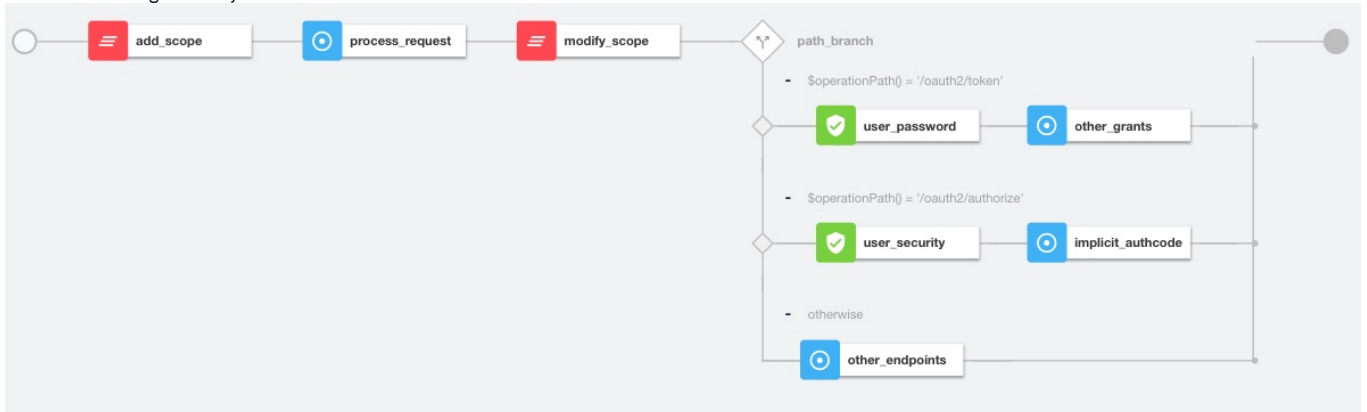 add_scope
process_request
modify_scope
path_branch
- $operationPath() = '/oauth2/token'
user_password
other_grants
- $operationPath() = '/oauth2/authorize'
user_security
implicit_authcode
- otherwise
other_endpoints